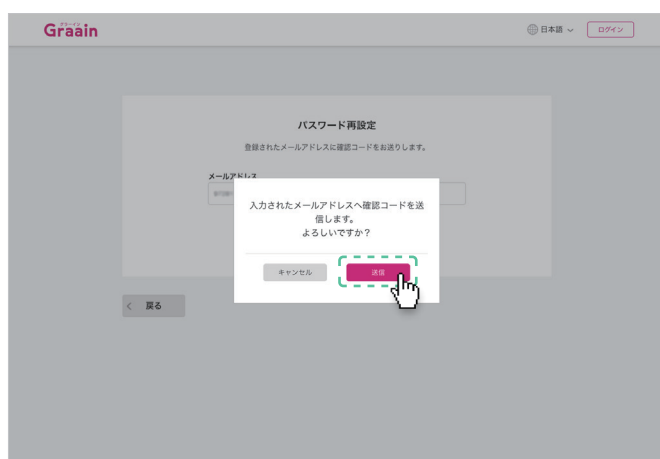 グラーイン
Graain
日本語
ログイン
パスワード再設定
登録されたメールアドレスに確認コードをお送りします。
メールアドレス
入力されたメールアドレスへ確認コードを送
信します。
よろしいですか？
キャンセル
送信
戻る